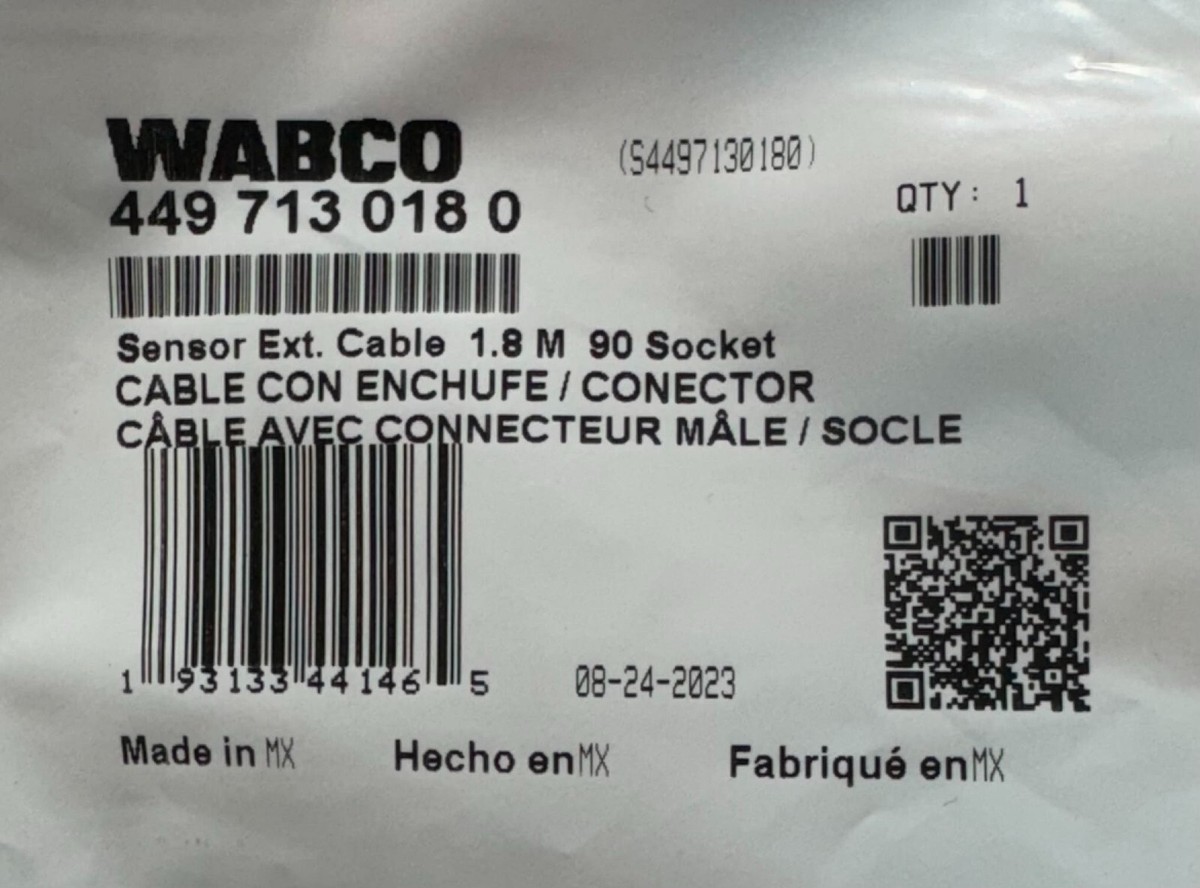 WABCO
(S4497130180)
449 713 018 0
QTY: 1
Sensor Ext. Cable 1.8 M 90 Socket
CABLE CON ENCHUFE / CONECTOR
CÂBLE AVEC CONNECTEUR MÂLE / SOCLE
1 93133 44146 5
08-24-2023
Made in MX
Hecho en MX
Fabriqué en MX